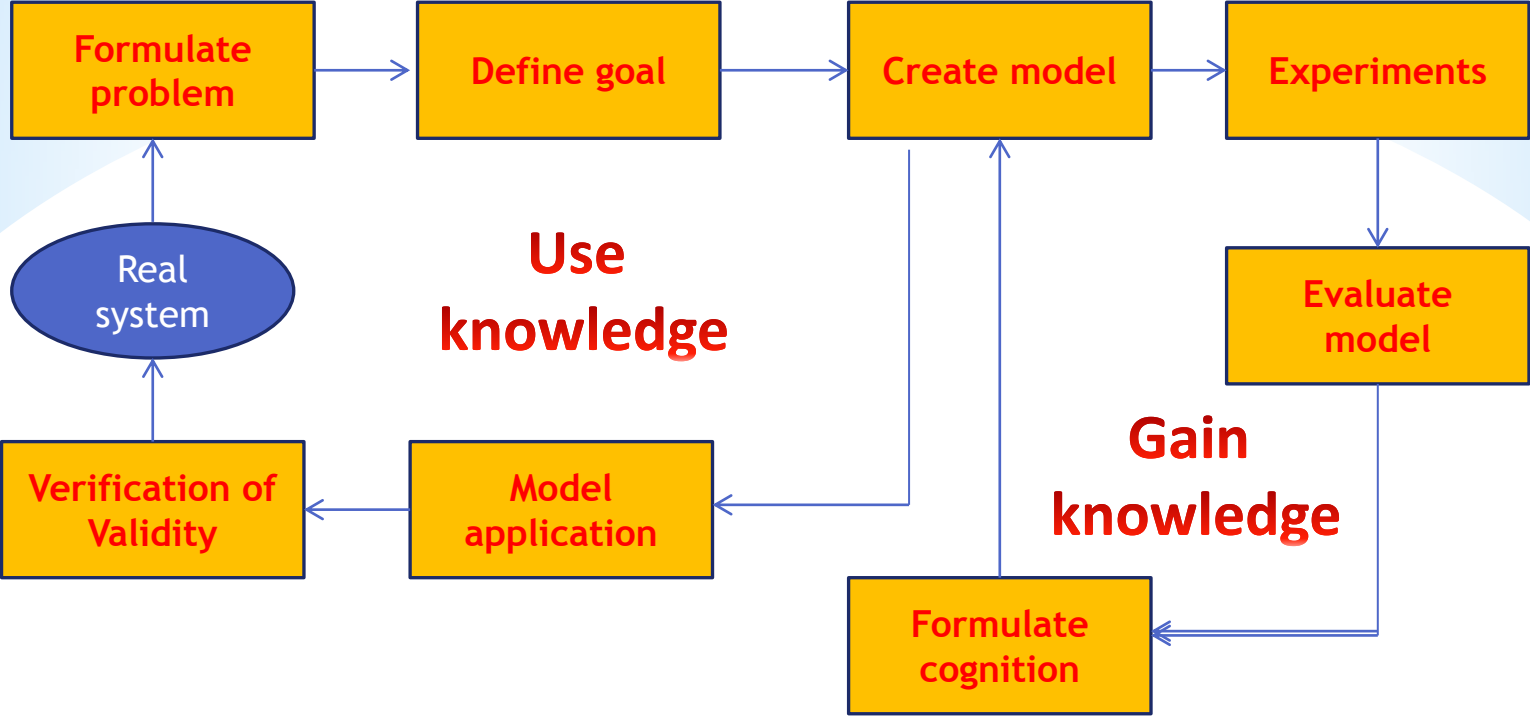 Formulate
problem
Define goal
Create model
Experiments
Real
system
Use
knowledge
Evaluate
model
Gain
knowledge
Verification of
Validity
Model
application
Formulate
cognition